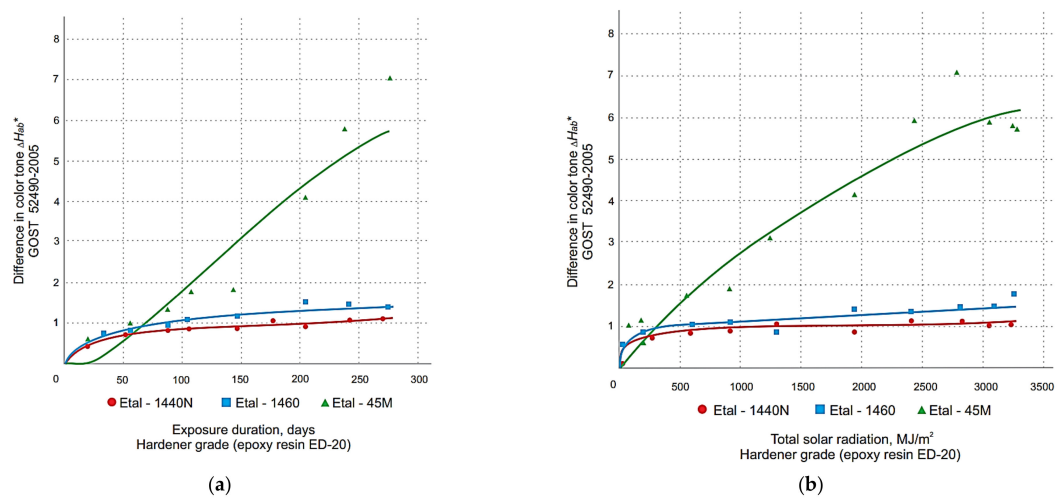 8
7
6
5
4
3
2
1
0 50 100 150 200 250 300
Difference in color tone ΔHab*
GOST 52490-2005
Etal - 1440N Etal - 1460 Etal - 45M
Exposure duration, days
Hardener grade (epoxy resin ED-20)
(a)
8
7
6
5
4
3
2
1
0 500 1000 1500 2000 2500 3000 3500
Difference in color tone ΔHab*
GOST 52490-2005
Etal - 1440N Etal - 1460 Etal - 45M
Total solar radiation, MJ/m²
Hardener grade (epoxy resin ED-20)
(b)